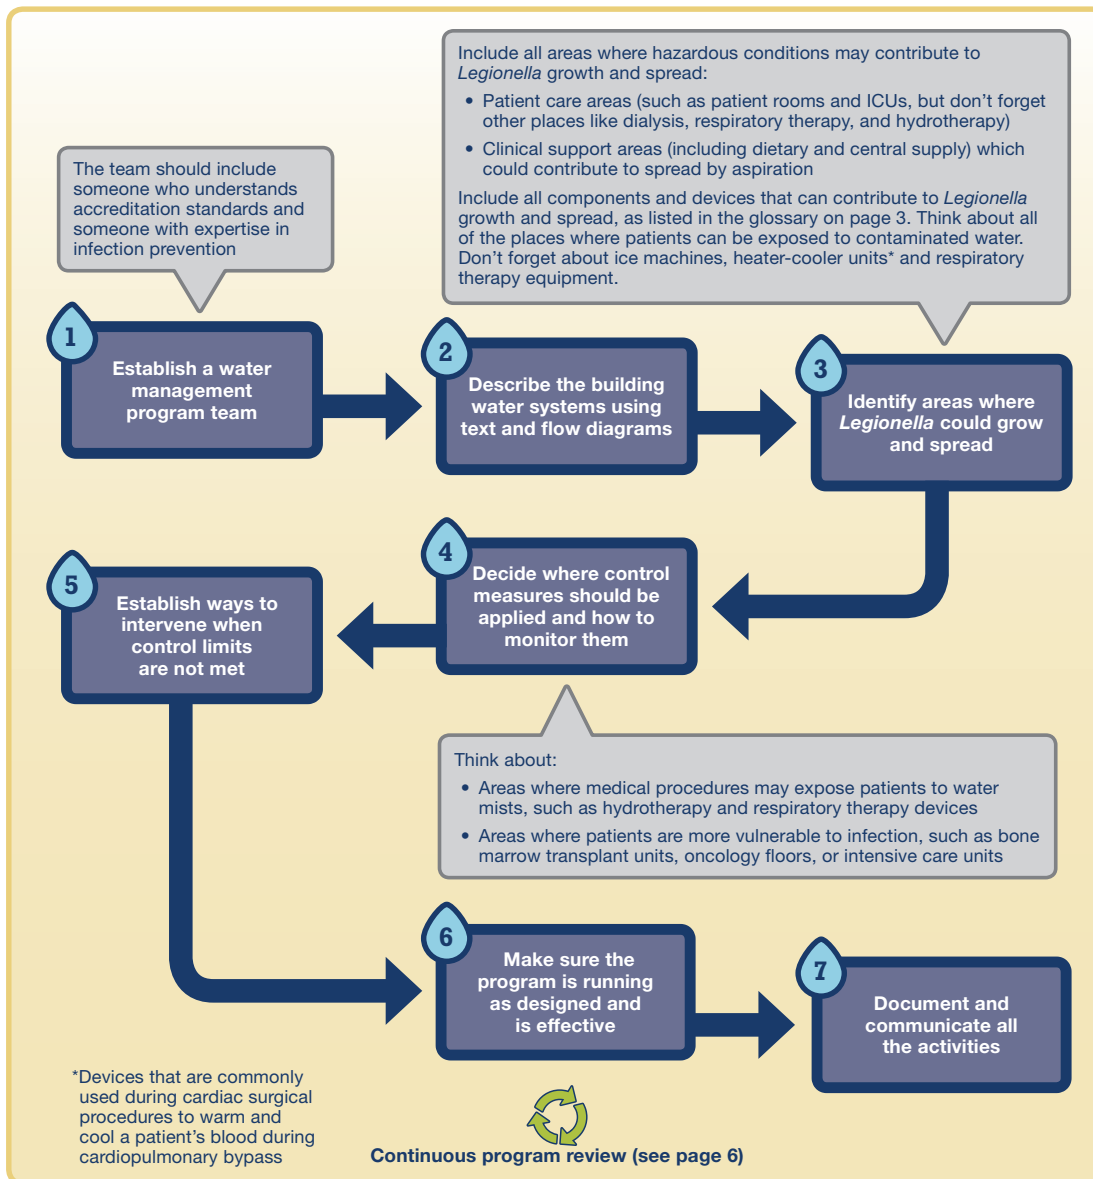 Include all areas where hazardous conditions may contribute to
Legionella growth and spread:
• Patient care areas (such as patient rooms and ICUs, but don't forget
other places like dialysis, respiratory therapy, and hydrotherapy)
• Clinical support areas (including dietary and central supply) which
could contribute to spread by aspiration
Include all components and devices that can contribute to Legionella
growth and spread, as listed in the glossary on page 3. Think about all
of the places where patients can be exposed to contaminated water.
Don't forget about ice machines, heater-cooler units* and respiratory
therapy equipment.
The team should include
someone who understands
accreditation standards and
someone with expertise in
infection prevention
1
Establish a water
management
program team
2
Describe the building
water systems using
text and flow diagrams
3
Identify areas where
Legionella could grow
and spread
4
Decide where control
measures should be
applied and how to
monitor them
5
Establish ways to
intervene when
control limits
are not met
Think about:
• Areas where medical procedures may expose patients to water
mists, such as hydrotherapy and respiratory therapy devices
• Areas where patients are more vulnerable to infection, such as bone
marrow transplant units, oncology floors, or intensive care units
6
Make sure the
program is running
as designed and
is effective
7
Document and
communicate all
the activities
*Devices that are commonly
used during cardiac surgical
procedures to warm and
cool a patient's blood during
cardiopulmonary bypass
Continuous program review (see page 6)